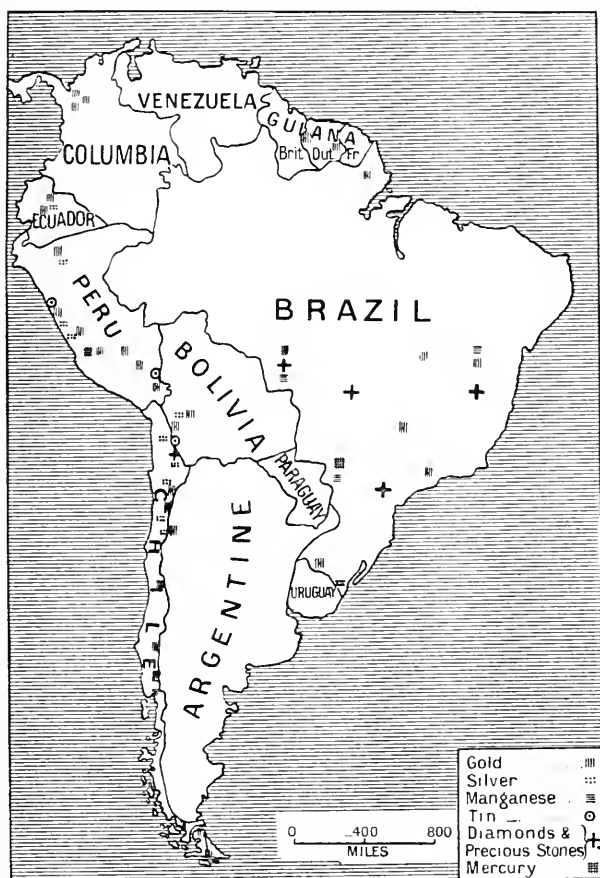 VENEZUELA
GUIANA
Brit. Dut. Fr.
COLUMBIA
ECUADOR
PERU
BRAZIL
BOLIVIA
PARAGUAY
CHILE
ARGENTINE
URUGUAY
Gold
Silver
Manganese
Tin
Diamonds &
Precious Stones
Mercury
0 400 800
MILES